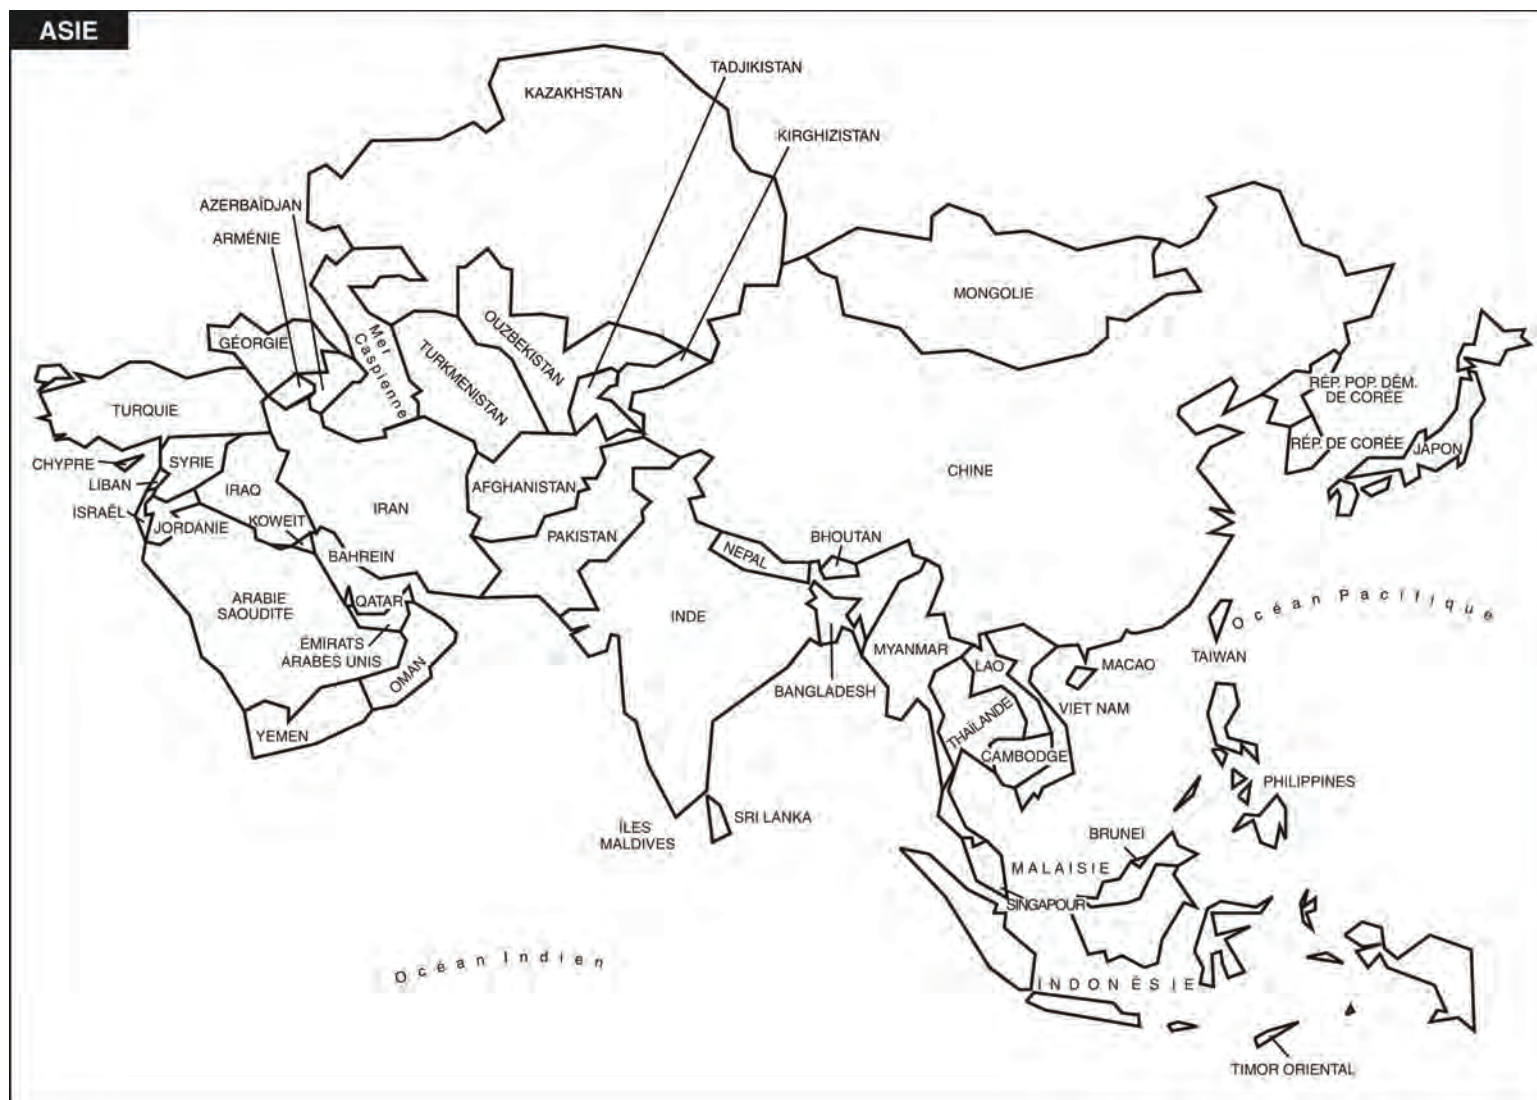 ASIE
KAZAKHSTAN
TADJIKISTAN
KIRGHIZISTAN
AZERBAÏDJAN
ARMÉNIE
GÉORGIE
Mer
Caspienne
OUZBEKISTAN
TURKMÉNISTAN
MONGOLIE
TURQUIE
RÉP. POP. DÉM.
DE CORÉE
RÉP. DE CORÉE
JAPON
CHYPRE
SYRIE
LIBAN
IRAQ
ISRAËL
JORDANIE
KOWEIT
IRAN
AFGHANISTAN
PAKISTAN
CHINE
BAHREIN
NEPAL
BHOUTAN
ARABIE
SAOUDITE
QATAR
ÉMIRATS
ARABES UNIS
OMAN
YEMEN
INDE
BANGLADESH
MYANMAR
LAO
MACAO
TAIWAN
Océan Pacifique
VIET NAM
THAÏLANDE
CAMBODGE
PHILIPPINES
ÎLES
MALDIVES
SRI LANKA
BRUNEI
MALAISIE
SINGAPOUR
Océan Indien
INDONÉSIE
TIMOR ORIENTAL